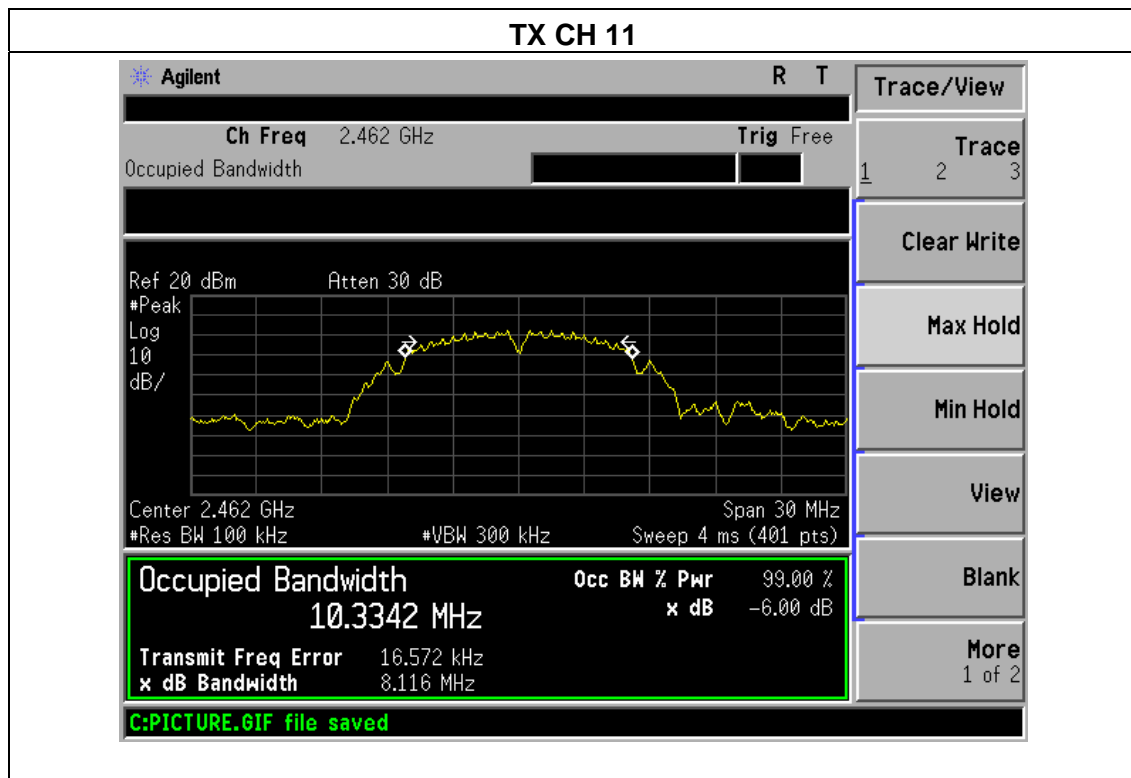 TX CH 11
Agilent R T
Ch Freq 2.462 GHz Trig Free
Occupied Bandwidth
Ref 20 dBm Atten 30 dB
#Peak
Log
10
dB/
Center 2.462 GHz Span 30 MHz
#Res BW 100 kHz #VBW 300 kHz Sweep 4 ms (401 pts)
Occupied Bandwidth Occ BW % Pwr 99.00 %
10.3342 MHz x dB -6.00 dB
Transmit Freq Error 16.572 kHz
x dB Bandwidth 8.116 MHz
C:PICTURE.GIF file saved
Trace/View
Trace
1 2 3
Clear Write
Max Hold
Min Hold
View
Blank
More
1 of 2